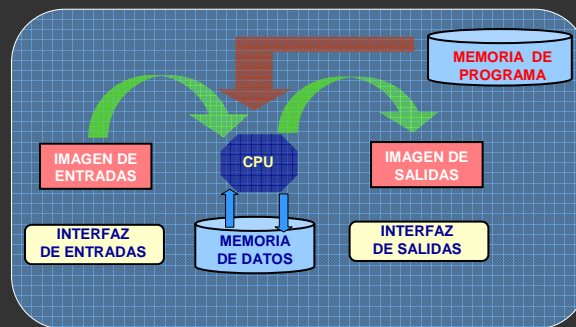 MEMORIA DE
PROGRAMA
IMAGEN DE
ENTRADAS
CPU
IMAGEN DE
SALIDAS
INTERFAZ
DE ENTRADAS
MEMORIA
DE DATOS
INTERFAZ
DE SALIDAS